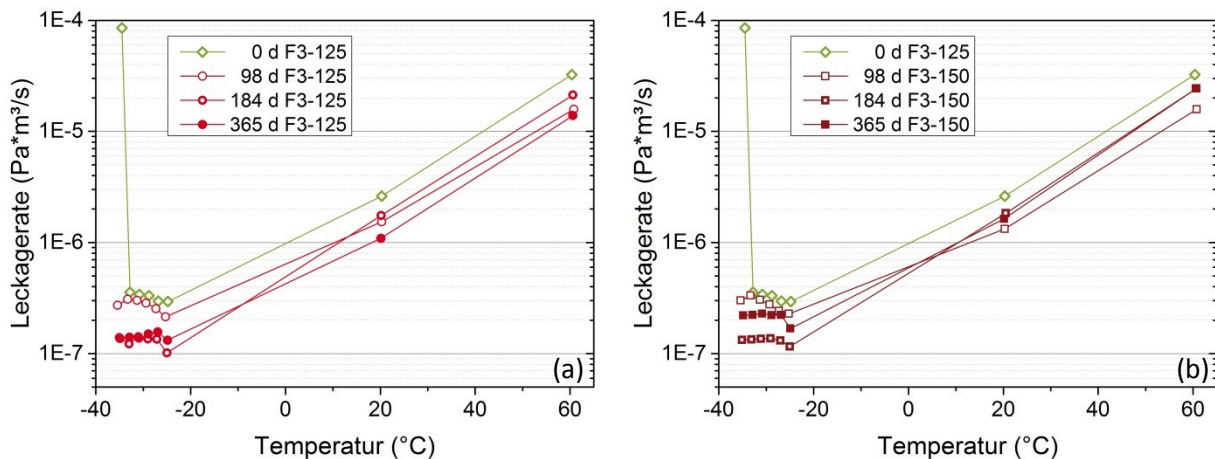 1E-4
1E-5
1E-6
1E-7
Leckagerate (Pa*m³/s)
0 d F3-125
98 d F3-125
184 d F3-125
365 d F3-125
(a)
-40 -20 0 20 40 60
Temperatur (°C)
1E-4
1E-5
1E-6
1E-7
Leckagerate (Pa*m³/s)
0 d F3-125
98 d F3-150
184 d F3-150
365 d F3-150
(b)
-40 -20 0 20 40 60
Temperatur (°C)